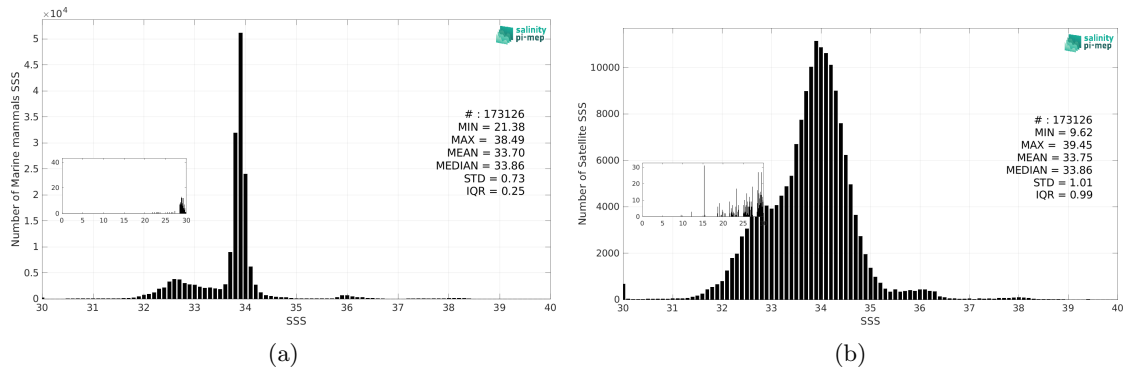 ×10⁴
5
4.5
4
3.5
3
2.5
2
1.5
1
0.5
0
Number of Marine mammals SSS
salinity
pi-mep
# : 173126
MIN = 21.38
MAX = 38.49
MEAN = 33.70
MEDIAN = 33.86
STD = 0.73
IQR = 0.25
40
20
0
0 5 10 15 20 25 30
30 31 32 33 34 35 36 37 38 39 40
SSS
(a)
10000
8000
6000
4000
2000
0
Number of Satellite SSS
salinity
pi-mep
# : 173126
MIN = 9.62
MAX = 39.45
MEAN = 33.75
MEDIAN = 33.86
STD = 1.01
IQR = 0.99
30
20
10
0
0 5 10 15 20 25
30 31 32 33 34 35 36 37 38 39 40
SSS
(b)